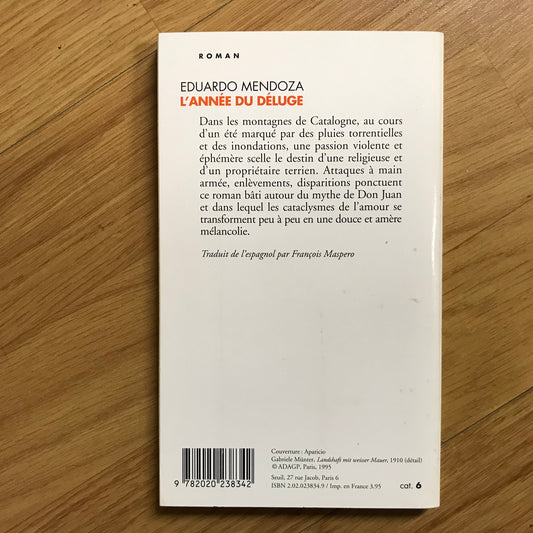 ROMAN
EDUARDO MENDOZA
L'ANNÉE DU DÉLUGE
Dans les montagnes de Catalogne, au cours
d'un été marqué par des pluies torrentielles
et des inondations, une passion violente et
éphémère scelle le destin d'une religieuse et
d'un propriétaire terrien. Attaques à main
armée, enlèvements, disparitions ponctuent
ce roman bâti autour du mythe de Don Juan
et dans lequel les cataclysmes de l'amour se
transforment peu à peu en une douce et amère
mélancolie.
Traduit de l'espagnol par François Maspero
Couverture : Aparicio
Gabriele Münter, Landshaft mit weisser Mauer, 1910 (détail)
© ADAGP, Paris, 1995
Seuil, 27 rue Jacob, Paris 6
ISBN 2.02.023834.9 / Imp. en France 3.95
cat. 6
9 782020 238342